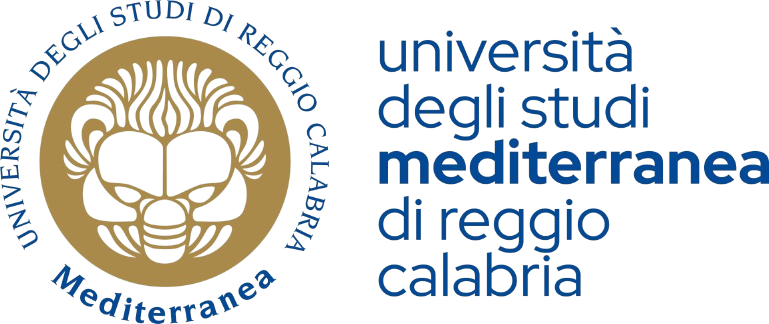 UNIVERSITÀ DEGLI STUDI DI REGGIO CALABRIA
Mediterranea
università
degli studi
mediterranea
di reggio
calabria